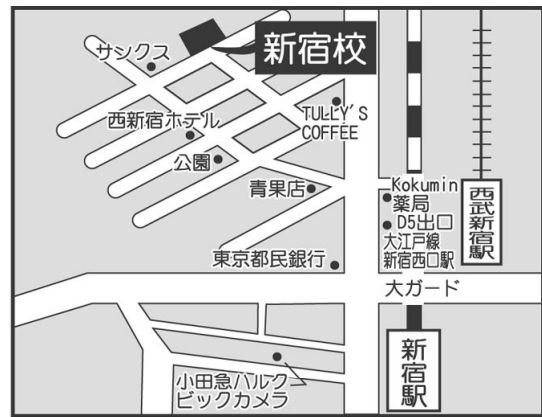 新宿校
サンクス
TULLY'S
COFFEE
西新宿ホテル
公園
青果店
Kokumin
薬局
D5出口
大江戸線
新宿西口駅
西武新宿駅
東京都民銀行
大ガード
新宿駅
小田急ハルク
ビックカメラ